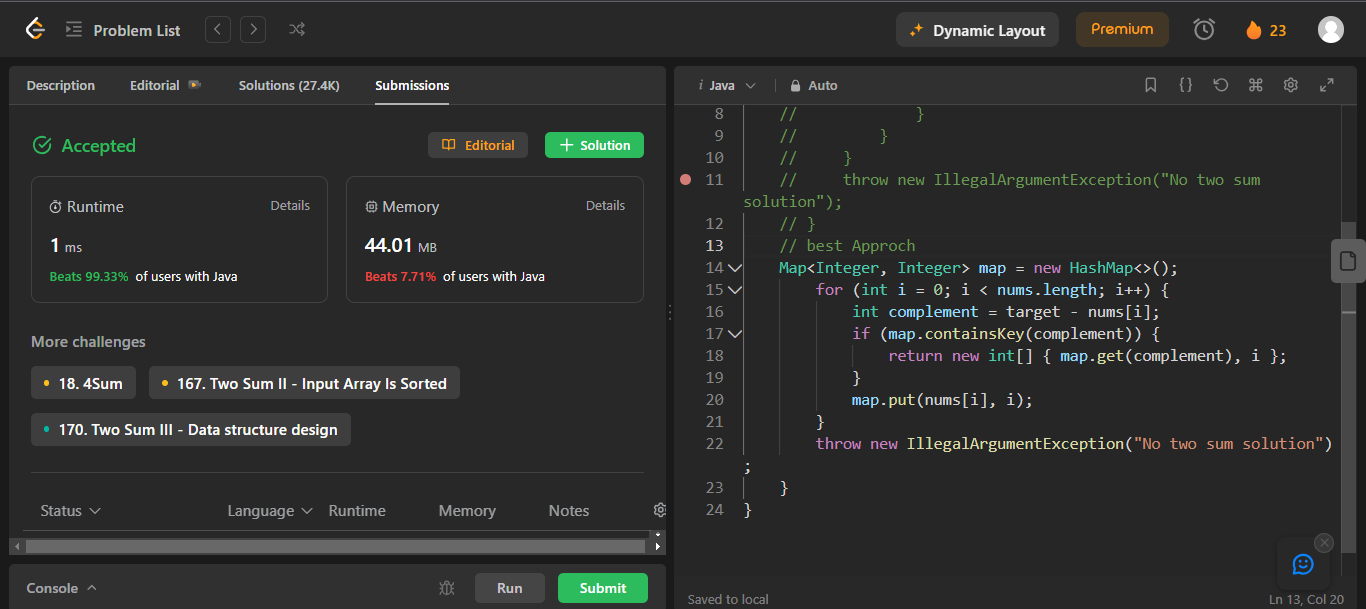 Problem List
Dynamic Layout
Premium
23
Description Editorial Solutions (27.4K) Submissions
Accepted
Editorial
Solution
Runtime Details
1 ms
Beats 99.33% of users with Java
Memory Details
44.01 MB
Beats 7.71% of users with Java
More challenges
18. 4Sum
167. Two Sum II - Input Array Is Sorted
170. Two Sum III - Data structure design
Status Language Runtime Memory Notes
Console Run Submit
i Java Auto
8 // }
9 // }
10 // }
11 // throw new IllegalArgumentException("No two sum
solution");
12 // }
13 // best Approch
14 Map<Integer, Integer> map = new HashMap<>();
15 for (int i = 0; i < nums.length; i++) {
16 int complement = target - nums[i];
17 if (map.containsKey(complement)) {
18 return new int[] { map.get(complement), i };
19 }
20 map.put(nums[i], i);
21 }
22 throw new IllegalArgumentException("No two sum solution")
;
23 }
24 }
Saved to local
Ln 13, Col 20